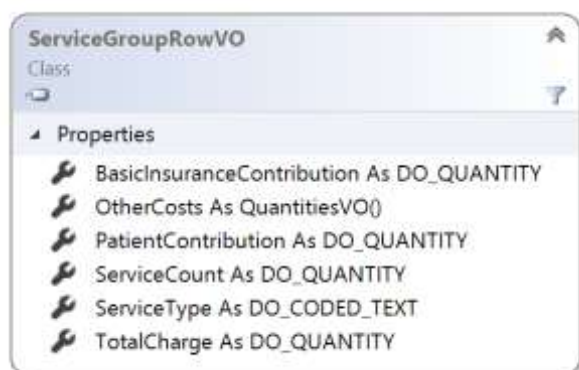 ServiceGroupRowVO
Class
Properties
BasicInsuranceContribution As DO_QUANTITY
OtherCosts As QuantitiesVO()
PatientContribution As DO_QUANTITY
ServiceCount As DO_QUANTITY
ServiceType As DO_CODED_TEXT
TotalCharge As DO_QUANTITY